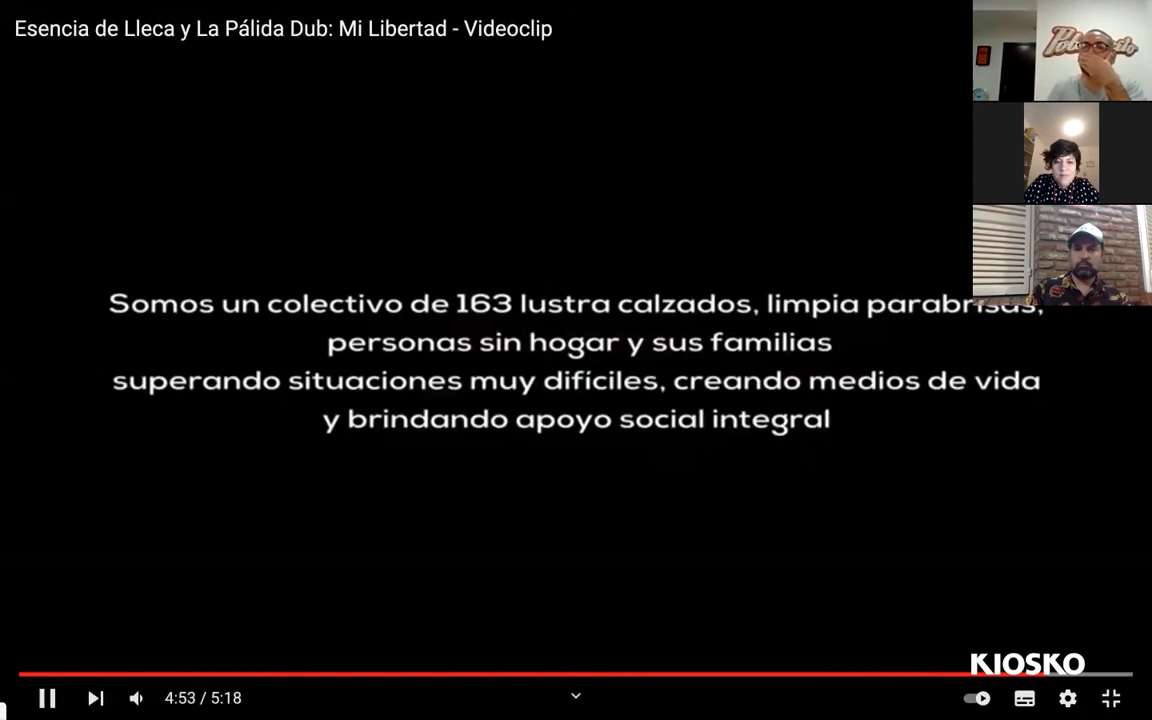 Esencia de Lleca y La Pálida Dub: Mi Libertad - Videoclip
Somos un colectivo de 163 lustra calzados, limpia parabrisas,
personas sin hogar y sus familias
superando situaciones muy difíciles, creando medios de vida
y brindando apoyo social integral
KIOSKO
4:53 / 5:18